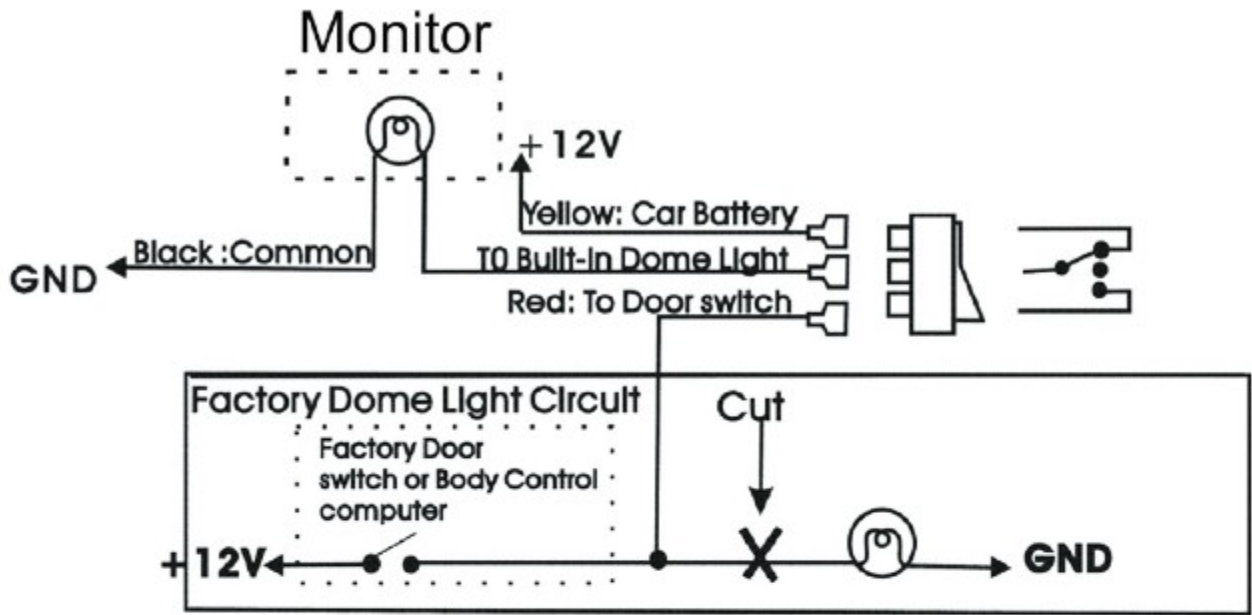 Monitor
+12V
Yellow: Car Battery
Black :Common
GND
TO Built-in Dome Light
Red: To Door switch
Factory Dome Light Circuit
Cut
Factory Door
switch or Body Control
computer
+12V
GND